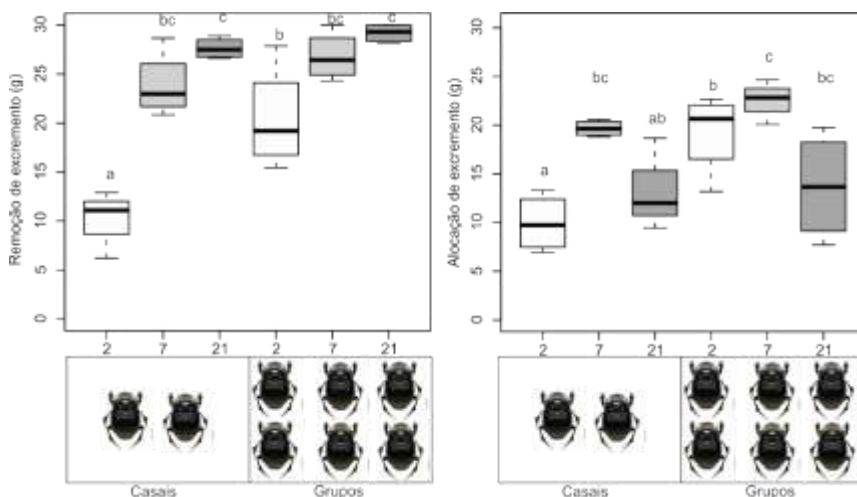 Remoção de excremento (g)
30
25
20
15
10
5
0
a
bc
c
b
bc
c
2
7
21
2
7
21
Casais
Grupos
Alocação de excremento (g)
30
25
20
15
10
5
0
a
bc
ab
b
c
bc
2
7
21
2
7
21
Casais
Grupos